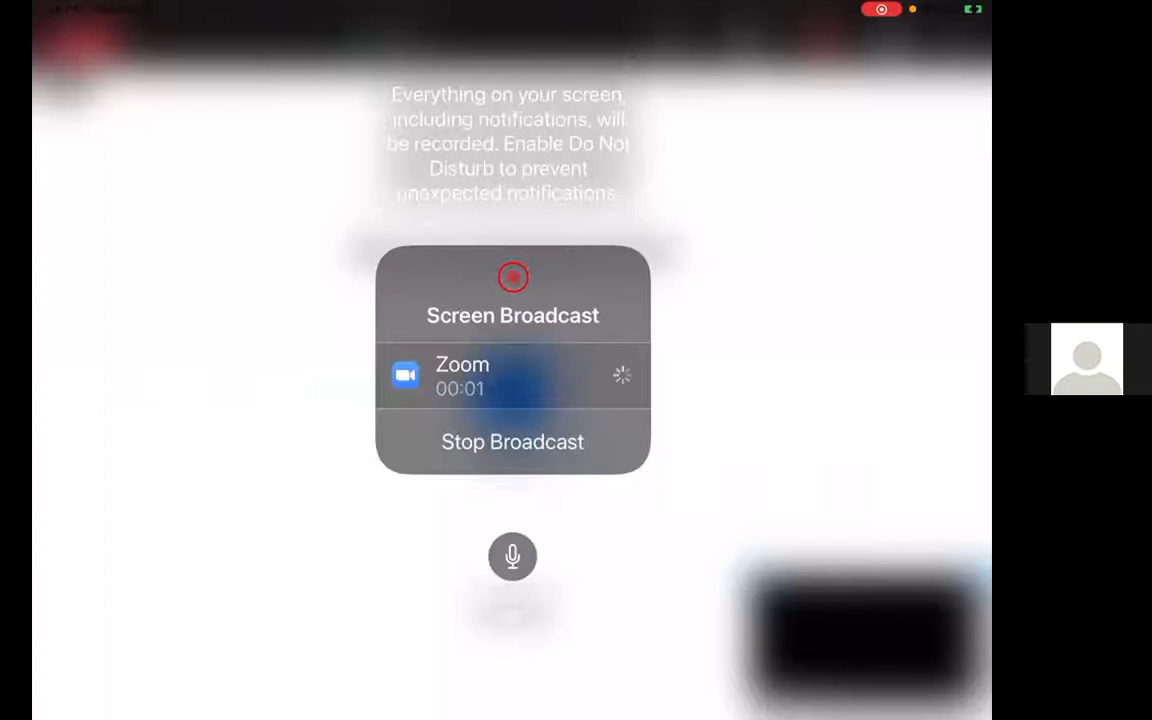 Everything on your screen,
including notifications, will
be recorded. Enable Do Not
Disturb to prevent
unexpected notifications
Screen Broadcast
Zoom
00:01
Stop Broadcast